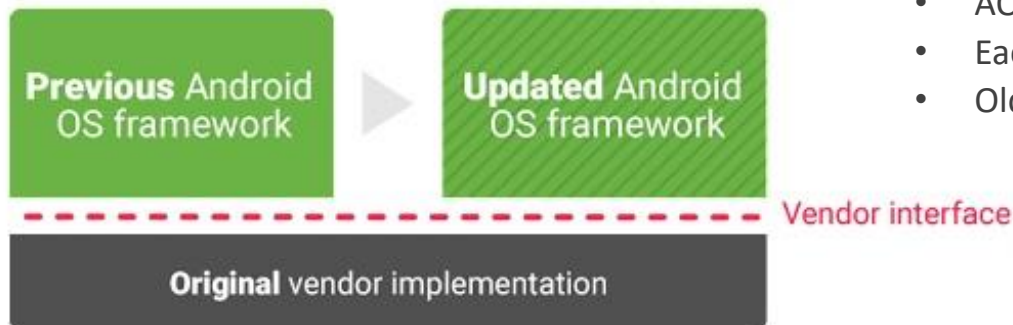 Previous Android
OS framework
Updated Android
OS framework
Vendor interface
Original vendor implementation